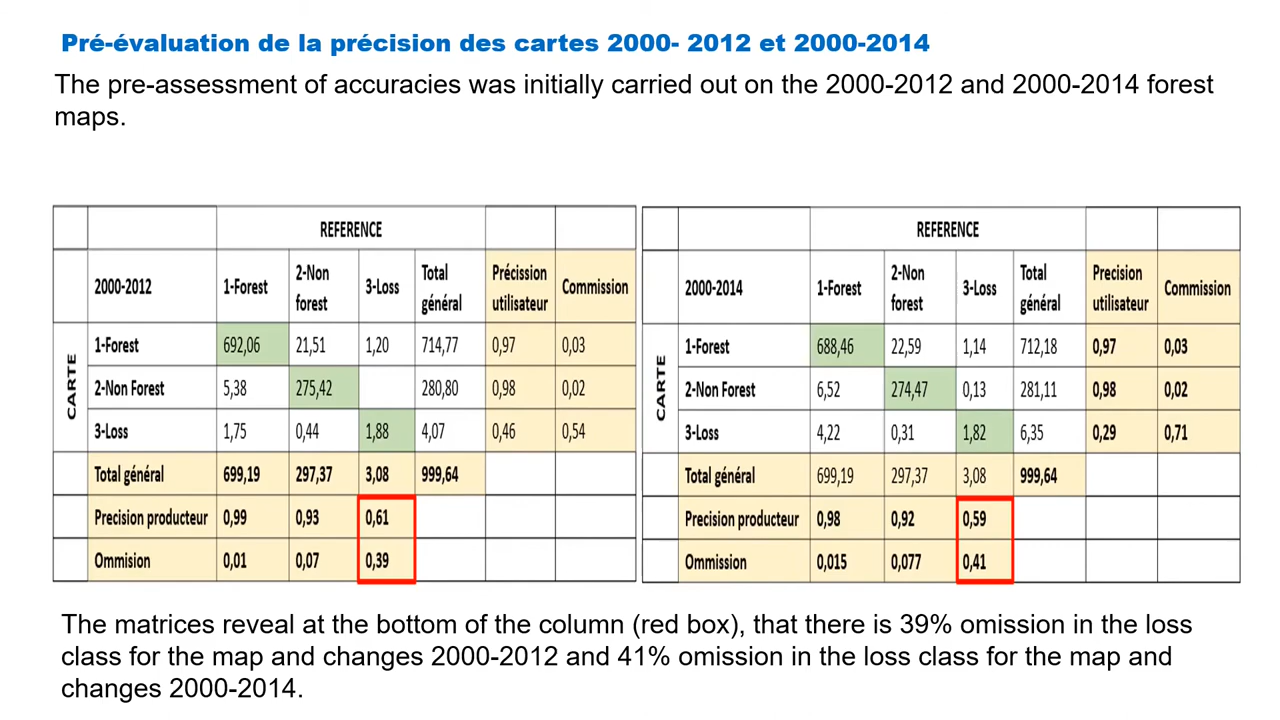 Pré-évaluation de la précision des cartes 2000- 2012 et 2000-2014
The pre-assessment of accuracies was initially carried out on the 2000-2012 and 2000-2014 forest
maps.
REFERENCE
2000-2012 1-Forest 2-Non forest 3-Loss Total général Précission utilisateur Commission
CARTE
1-Forest 692,06 21,51 1,20 714,77 0,97 0,03
2-Non Forest 5,38 275,42 280,80 0,98 0,02
3-Loss 1,75 0,44 1,88 4,07 0,46 0,54
Total général 699,19 297,37 3,08 999,64
Precision producteur 0,99 0,93 0,61
Ommision 0,01 0,07 0,39
REFERENCE
2000-2014 1-Forest 2-Non forest 3-Loss Total général Precision utilisateur Commission
CARTE
1-Forest 688,46 22,59 1,14 712,18 0,97 0,03
2-Non Forest 6,52 274,47 0,13 281,11 0,98 0,02
3-Loss 4,22 0,31 1,82 6,35 0,29 0,71
Total général 699,19 297,37 3,08 999,64
Precision producteur 0,98 0,92 0,59
Ommission 0,015 0,077 0,41
The matrices reveal at the bottom of the column (red box), that there is 39% omission in the loss
class for the map and changes 2000-2012 and 41% omission in the loss class for the map and
changes 2000-2014.